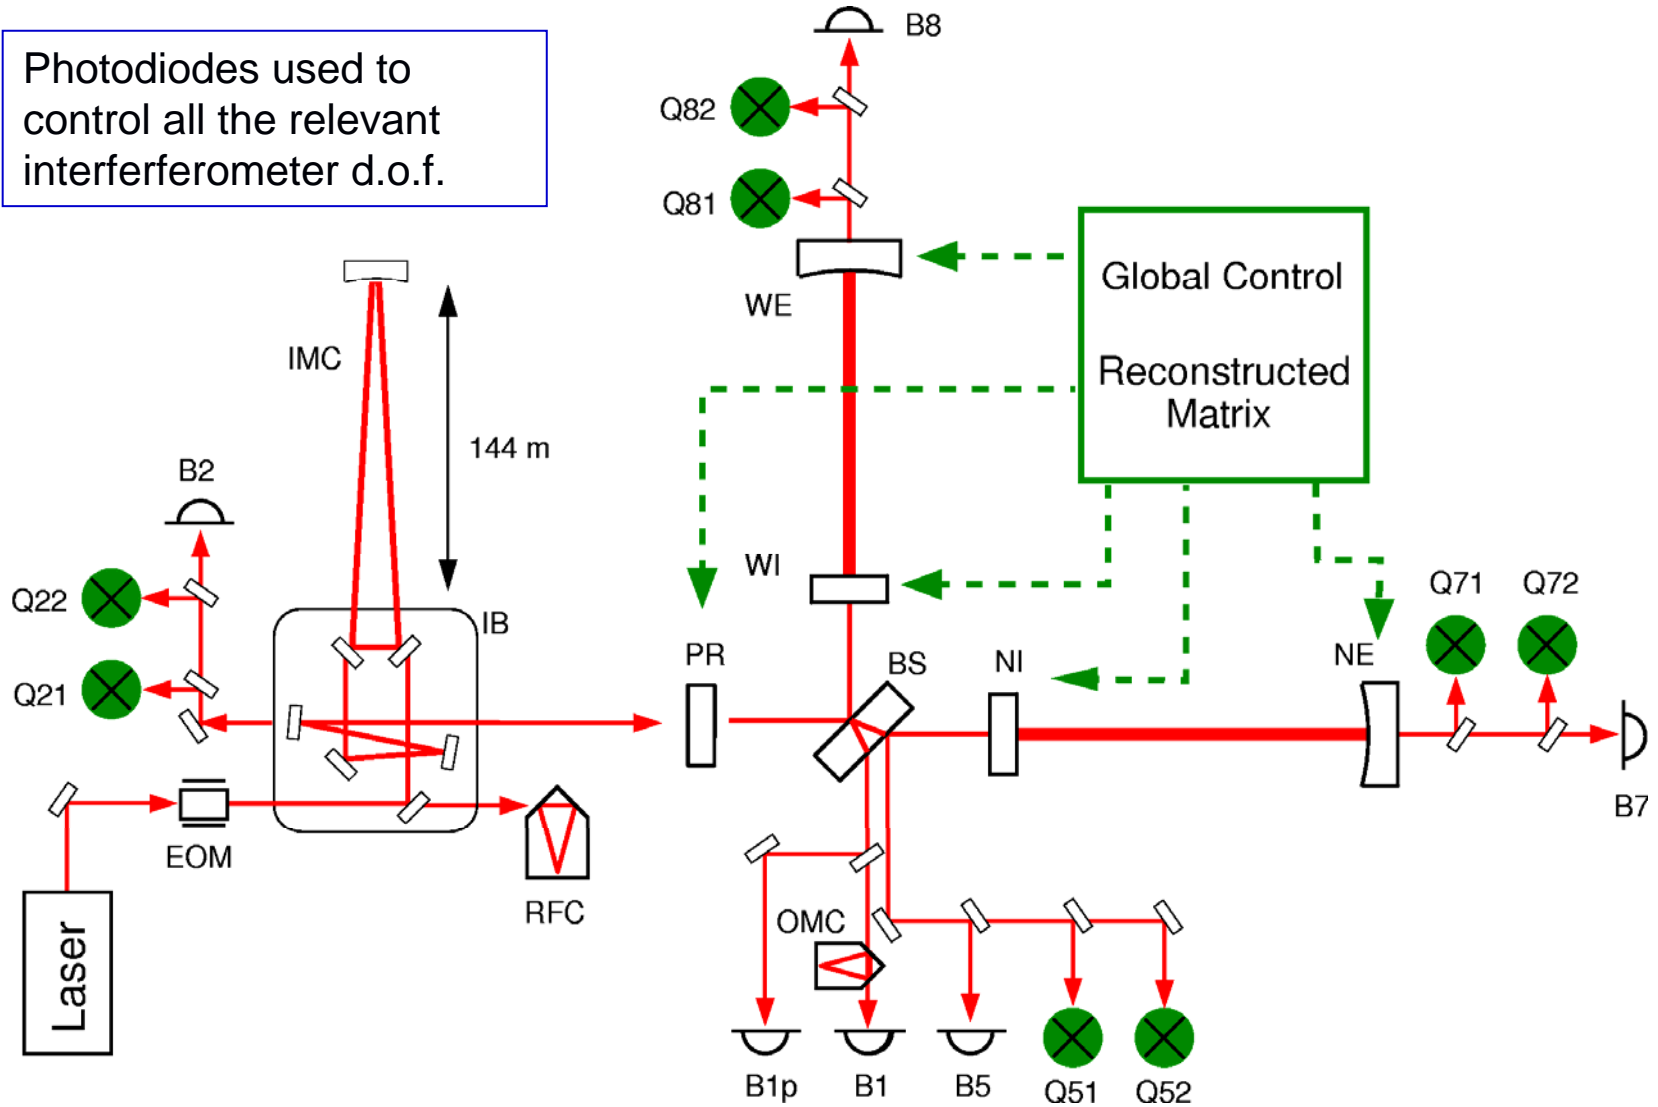 Photodiodes used to
control all the relevant
interferferometer d.o.f.
B8
Q82
Q81
WE
Global Control
Reconstructed
Matrix
IMC
144 m
B2
WI
Q22
Q21
IB
PR
BS
NI
NE
Q71
Q72
B7
EOM
RFC
OMC
Laser
B1p
B1
B5
Q51
Q52